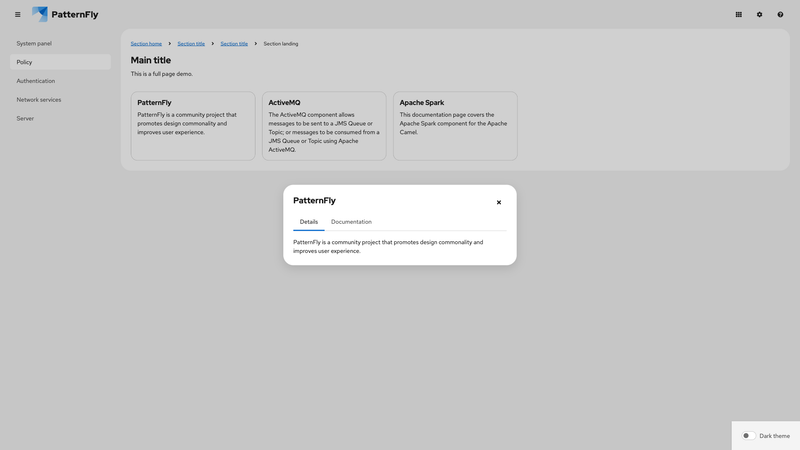 PatternFly
System panel
Policy
Authentication
Network services
Server
Section home > Section title > Section title > Section landing
Main title
This is a full page demo.
PatternFly
PatternFly is a community project that
promotes design commonality and
improves user experience.
ActiveMQ
The ActiveMQ component allows
messages to be sent to a JMS Queue or
Topic; or messages to be consumed from a
JMS Queue or Topic using Apache
ActiveMQ.
Apache Spark
This documentation page covers the
Apache Spark component for the Apache
Camel.
PatternFly
Details Documentation
PatternFly is a community project that promotes design commonality and
improves user experience.
Dark theme